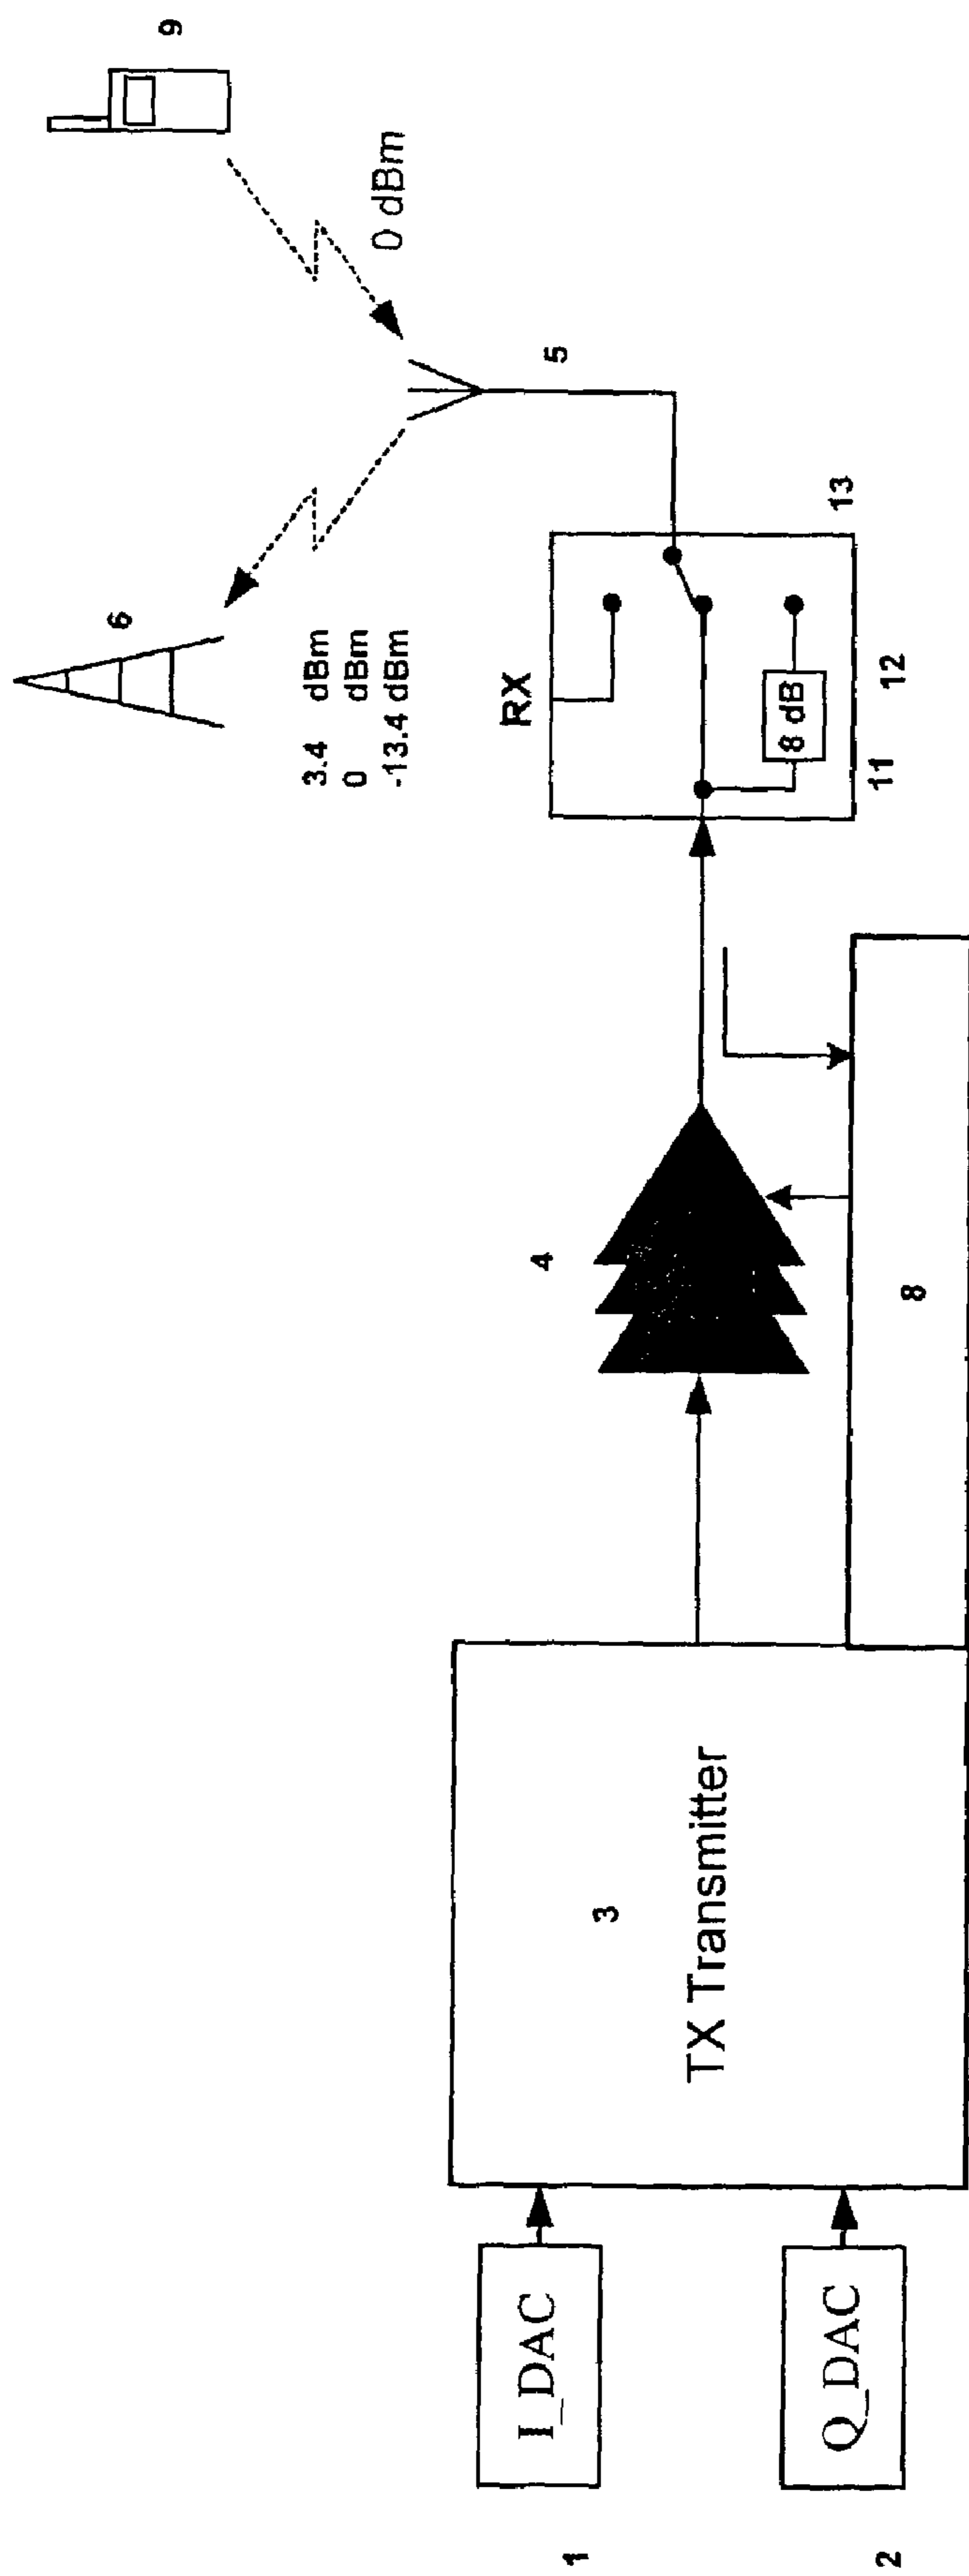 1
I_DAC
2
Q_DAC
3
TX Transmitter
4
8
RX
8 dB
11
12
13
5
3.4 dBm
0 dBm
-13.4 dBm
6
0 dBm
9